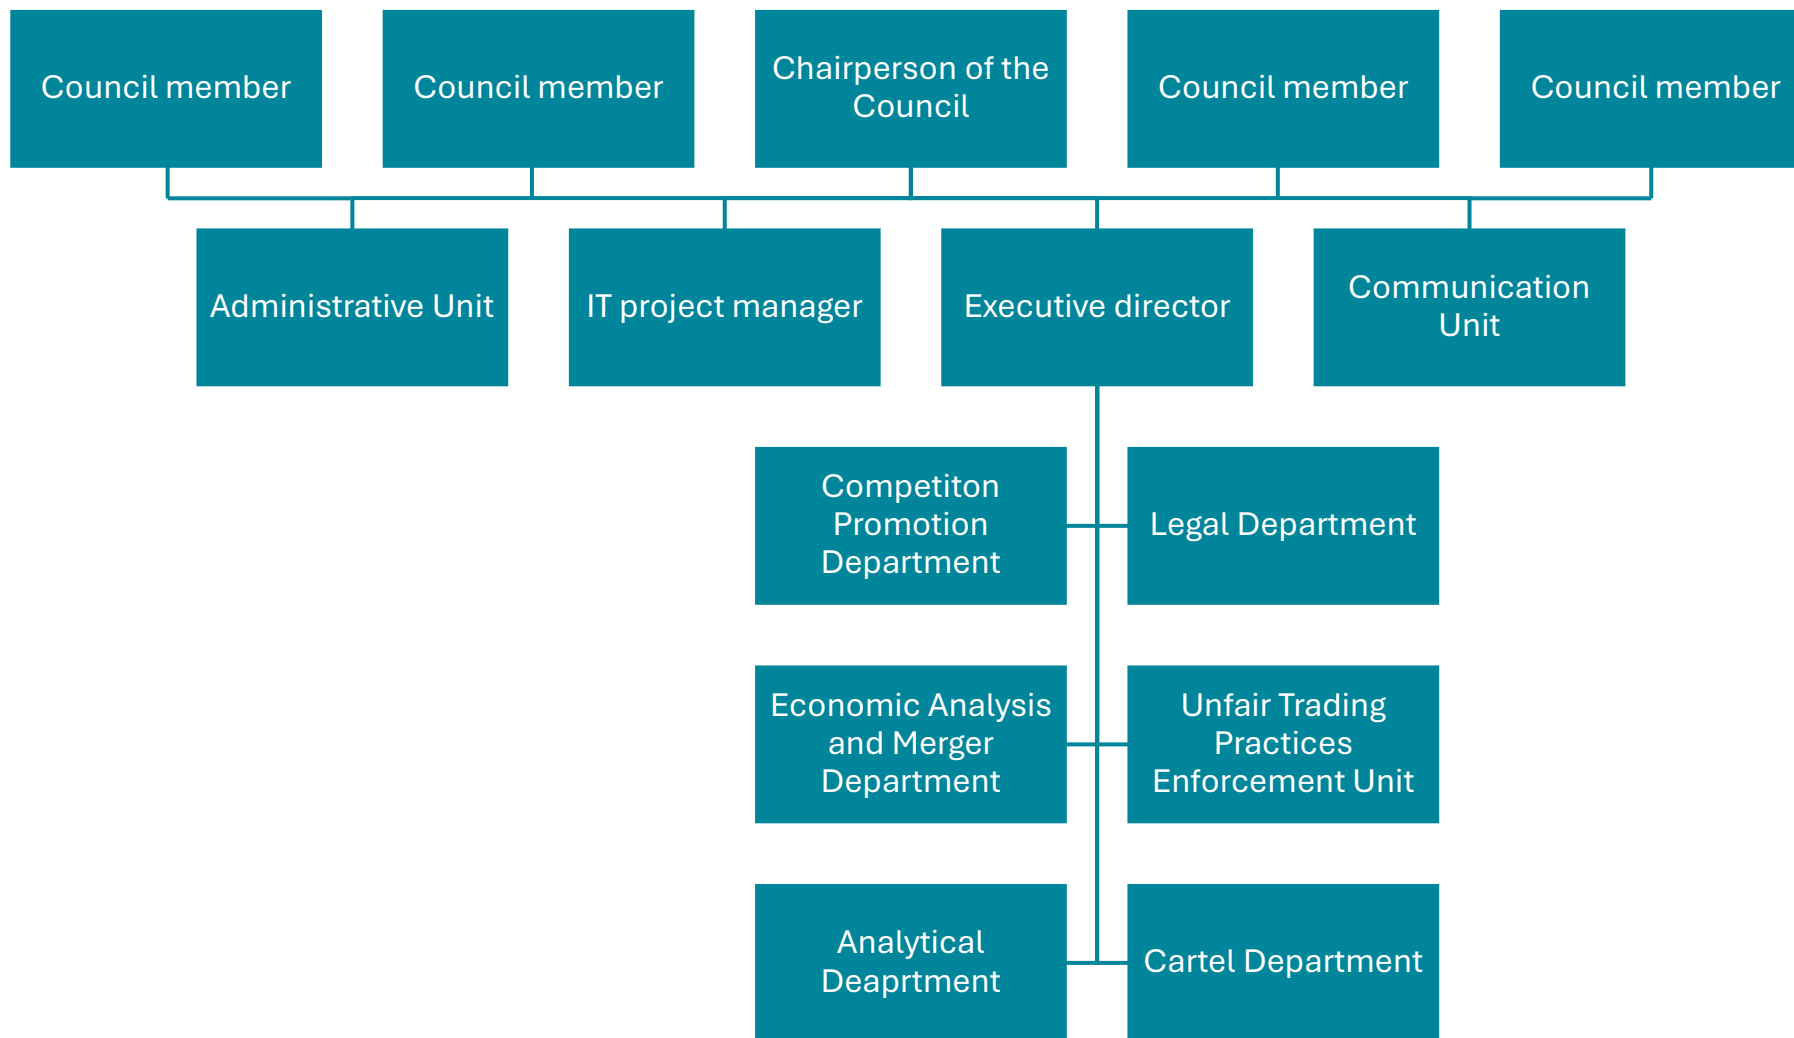 Council member
Council member
Chairperson of the
Council
Council member
Council member
Administrative Unit
IT project manager
Executive director
Communication
Unit
Competiton
Promotion
Department
Legal Department
Economic Analysis
and Merger
Department
Unfair Trading
Practices
Enforcement Unit
Analytical
Deaprtment
Cartel Department